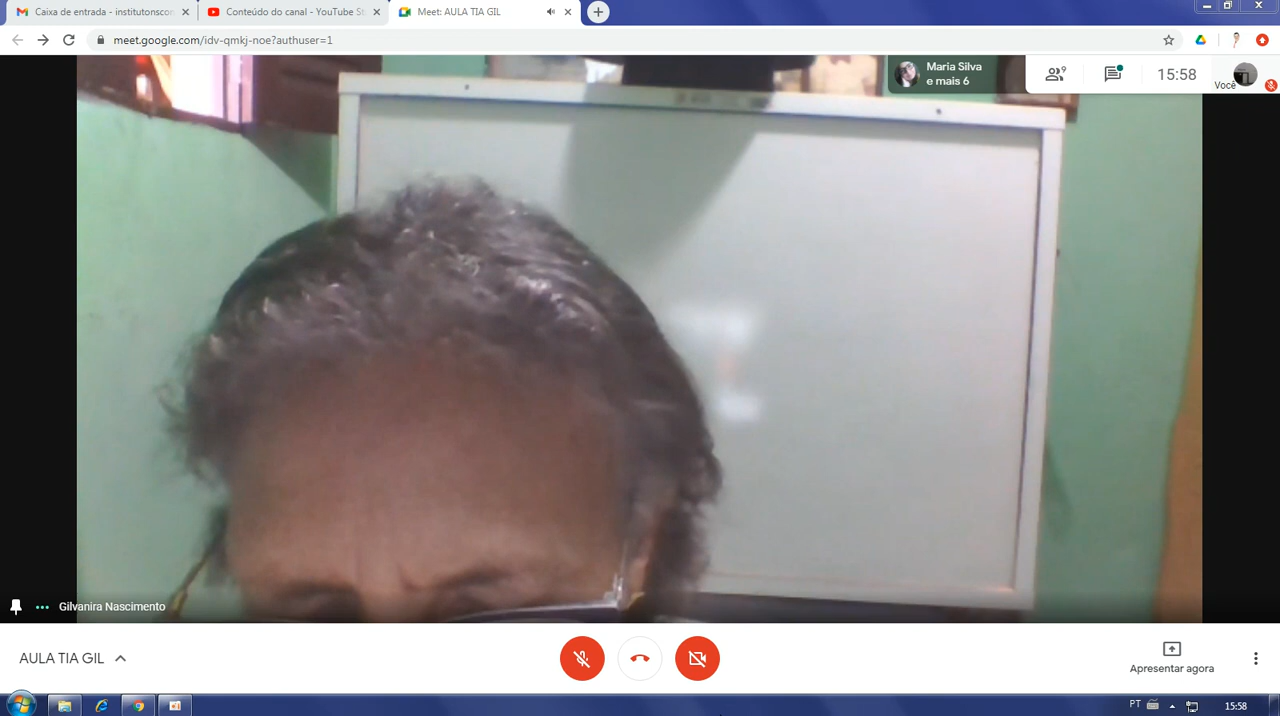 Caixa de entrada - institutonscon
Conteúdo do canal - YouTube St
Meet: AULA TIA GIL
meet.google.com/idv-qmkj-noe?authuser=1
Maria Silva
e mais 6
9
15:58
Você
Gilvanira Nascimento
AULA TIA GIL
Apresentar agora
PT
15:58